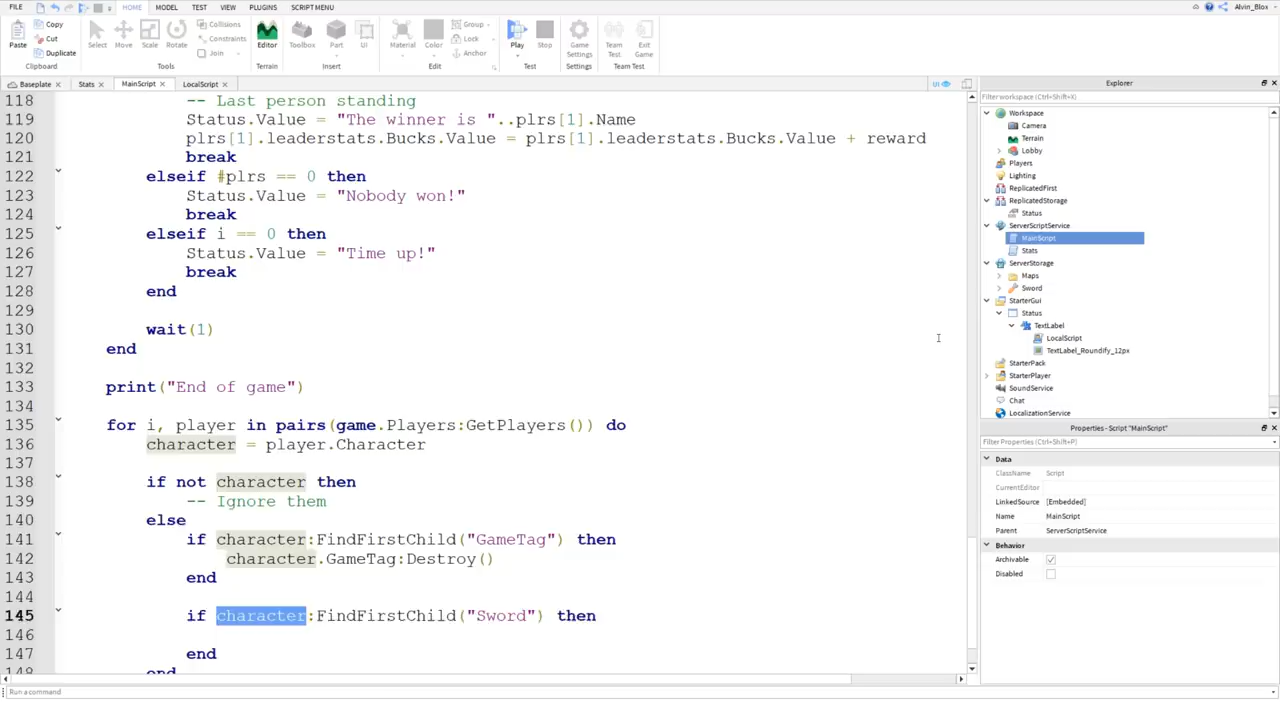 FILE HOME MODEL TEST VIEW PLUGINS SCRIPT MENU Alvin_Blox
Paste Copy Cut Duplicate Clipboard
Select Move Scale Rotate Collisions Constraints Join Tools
Editor Terrain
Toolbox Part UI Insert
Material Color Group Lock Anchor Edit
Play Stop Test
Game Settings Settings
Team Test Exit Game Team Test
Baseplate Stats MainScript LocalScript UI
118 -- Last person standing
119 Status.Value = "The winner is "..plrs[1].Name
120 plrs[1].leaderstats.Bucks.Value = plrs[1].leaderstats.Bucks.Value + reward
121 break
122 elseif #plrs == 0 then
123 Status.Value = "Nobody won!"
124 break
125 elseif i == 0 then
126 Status.Value = "Time up!"
127 break
128 end
129
130 wait(1)
131 end
132
133 print("End of game")
134
135 for i, player in pairs(game.Players:GetPlayers()) do
136 character = player.Character
137
138 if not character then
139 -- Ignore them
140 else
141 if character:FindFirstChild("GameTag") then
142 character.GameTag:Destroy()
143 end
144
145 if character:FindFirstChild("Sword") then
146
147 end
148 end
Explorer
Filter workspace (Ctrl+Shift+X)
Workspace
Camera
Terrain
Lobby
Players
Lighting
ReplicatedFirst
ReplicatedStorage
Status
ServerScriptService
MainScript
Stats
ServerStorage
Maps
Sword
StarterGui
Status
TextLabel
LocalScript
TextLabel_Roundify_12px
StarterPack
StarterPlayer
SoundService
Chat
LocalizationService
Properties - Script "MainScript"
Filter Properties (Ctrl+Shift+P)
Data
ClassName Script
CurrentEditor
LinkedSource [Embedded]
Name MainScript
Parent ServerScriptService
Behavior
Archivable
Disabled
Run a command